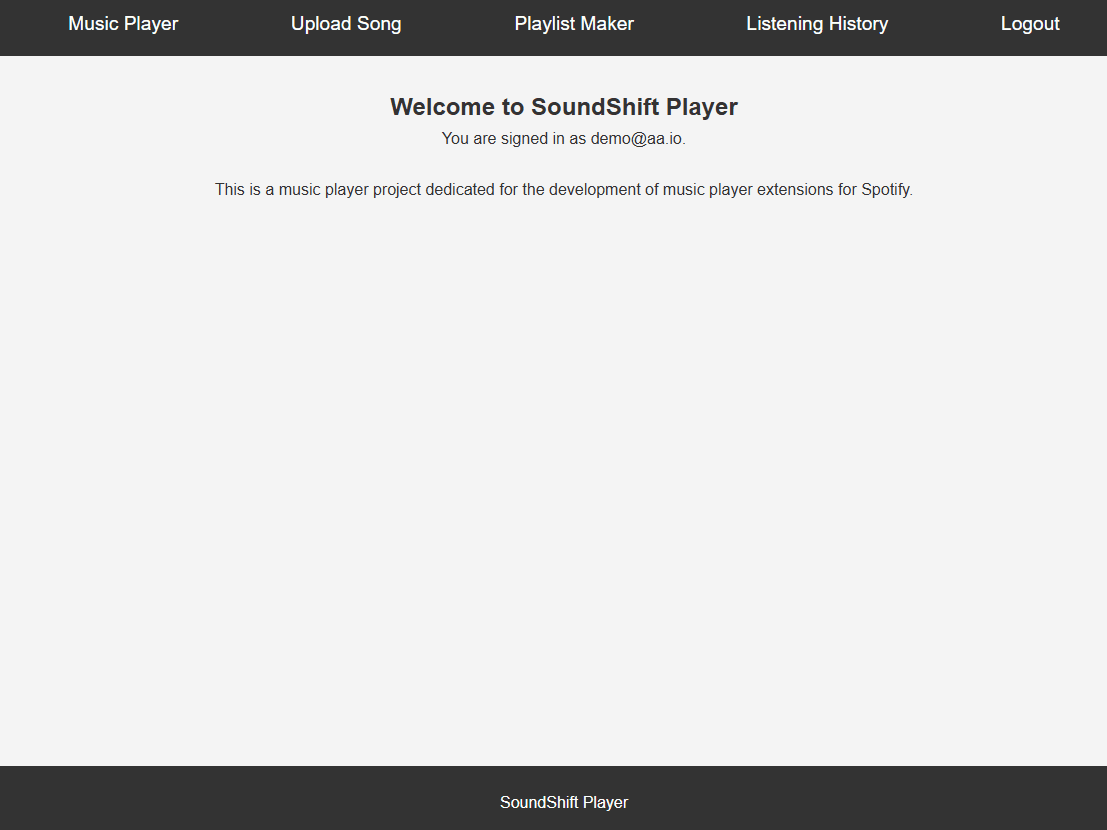 Music Player Upload Song Playlist Maker Listening History Logout
Welcome to SoundShift Player
You are signed in as demo@aa.io.
This is a music player project dedicated for the development of music player extensions for Spotify.
SoundShift Player